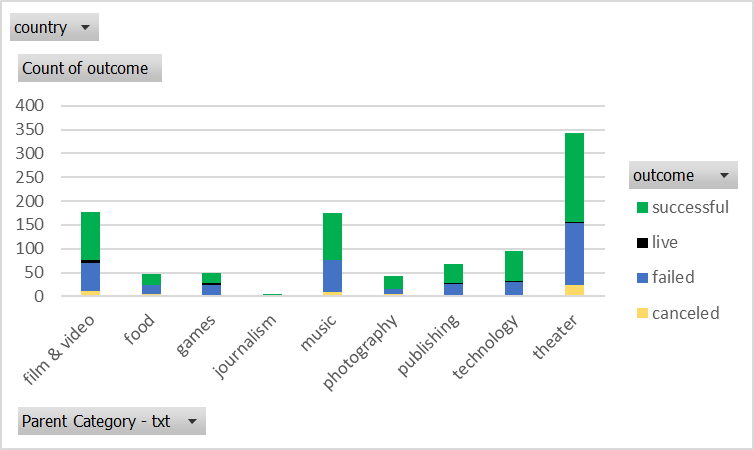 country
Count of outcome
400
350
300
250
200
150
100
50
0
film & video
food
games
journalism
music
photography
publishing
technology
theater
outcome
successful
live
failed
canceled
Parent Category - txt